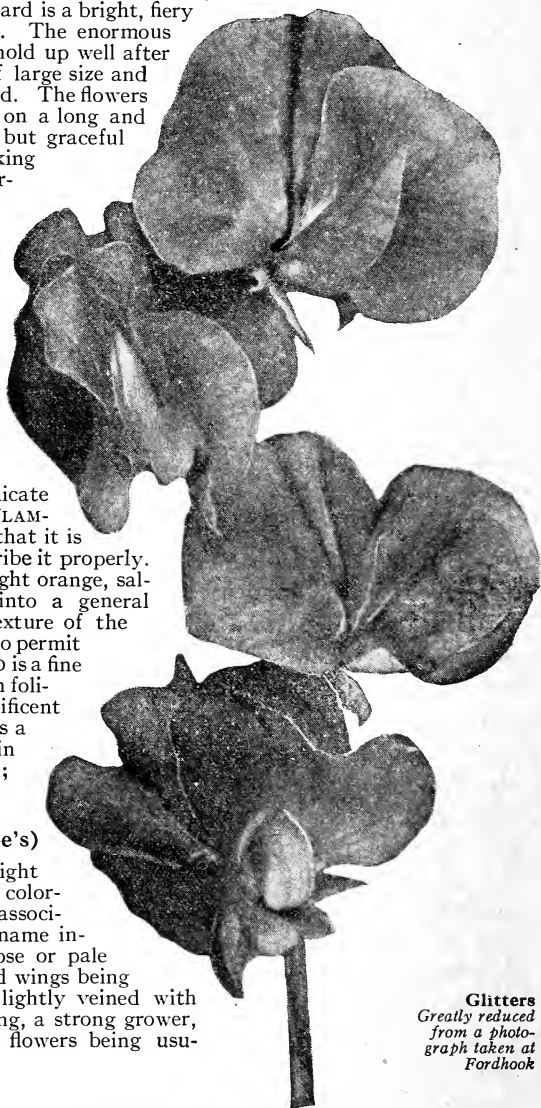 ard is a bright, fiery
. The enormous
hold up well after
f large size and
d. The flowers
on a long and
but graceful
king
r-
licate
LAM-
that it is
ribe it properly.
ght orange, sal-
into a general
exture of the
o permit
o is a fine
n foli-
ificent
s a
in
;
e's)
ight
color-
associ-
name in-
ose or pale
d wings being
lightly veined with
ng, a strong grower,
flowers being usu-
Glitters
Greatly reduced
from a photo-
graph taken at
Fordhook